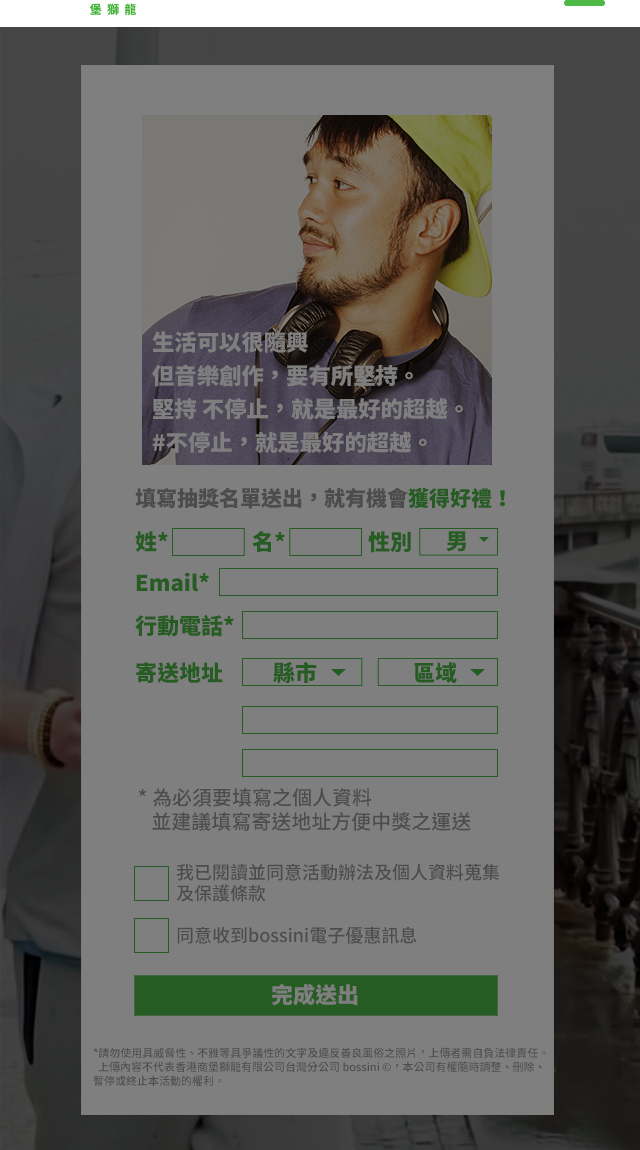 堡獅龍
生活可以很隨興
但音樂創作，要有所堅持。
堅持 不停止，就是最好的超越。
#不停止，就是最好的超越。
填寫抽獎名單送出，就有機會獲得好禮！
姓* 名* 性別 男
Email*
行動電話*
寄送地址 縣市 區域
* 為必須要填寫之個人資料
並建議填寫寄送地址方便中獎之運送
我已閱讀並同意活動辦法及個人資料蒐集
及保護條款
同意收到bossini電子優惠訊息
完成送出
*請勿使用具威脅性、不雅等具爭議性的文字及違反善良風俗之照片，上傳者需自負法律責任。
上傳內容不代表香港商堡獅龍有限公司台灣分公司 bossini ©，本公司有權隨時調整、刪除、
暫停或終止本活動的權利。